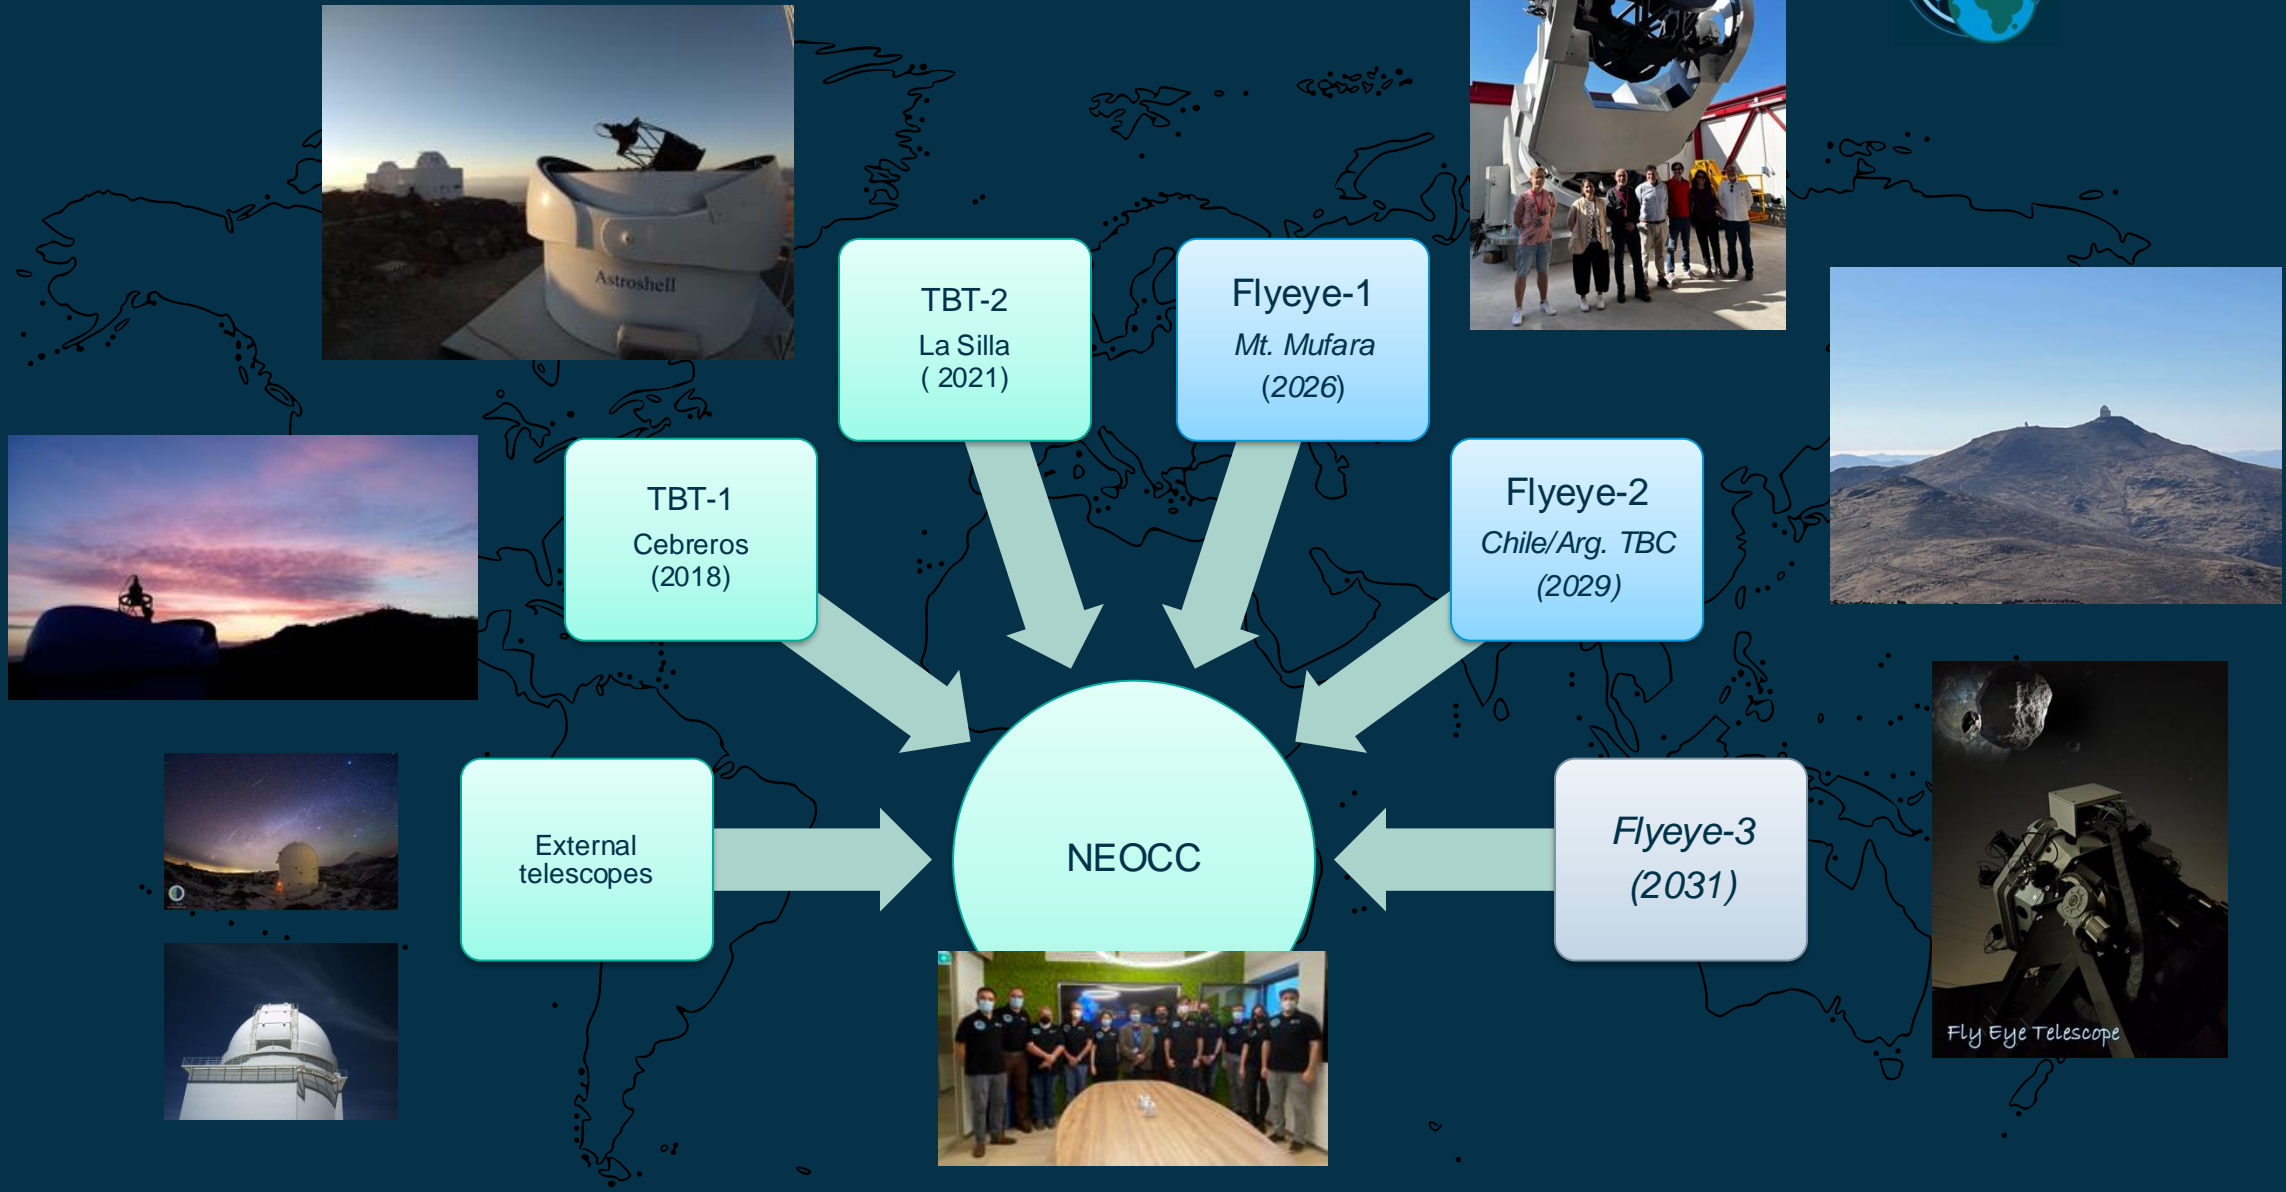 Astroshell
TBT-2
La Silla
( 2021)
Flyeye-1
Mt. Mufara
(2026)
TBT-1
Cebreros
(2018)
Flyeye-2
Chile/Arg. TBC
(2029)
External
telescopes
NEOCC
Flyeye-3
(2031)
Fly Eye Telescope